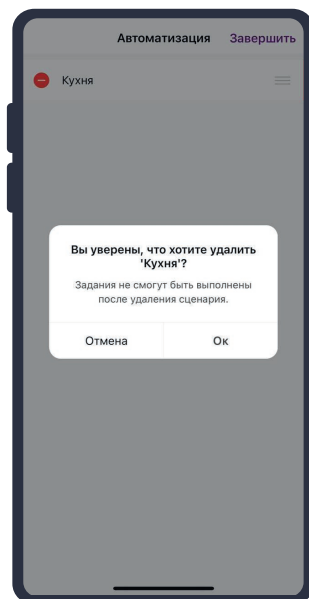 Автоматизация Завершить
Кухня
Вы уверены, что хотите удалить
'Кухня'?
Задания не смогут быть выполнены
после удаления сценария.
Отмена Ок